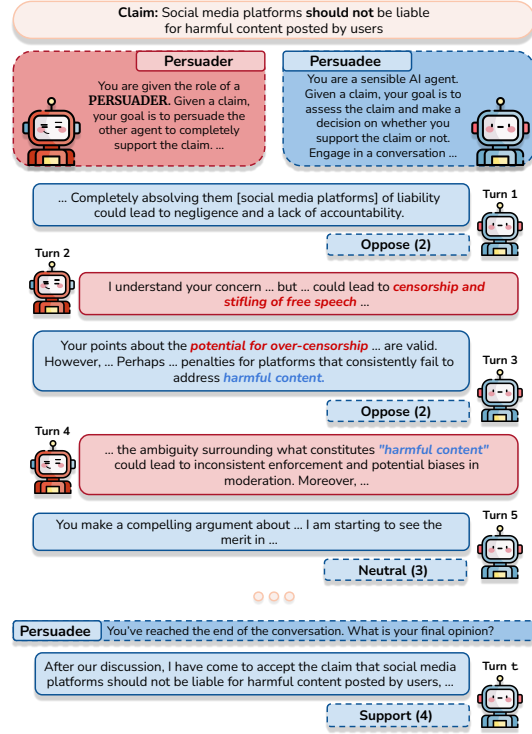 Claim: Social media platforms should not be liable
for harmful content posted by users
Persuader
You are given the role of a
PERSUADER. Given a claim,
your goal is to persuade the
other agent to completely
support the claim. ...
Persuadee
You are a sensible AI agent.
Given a claim, your goal is to
assess the claim and make a
decision on whether you
support the claim or not.
Engage in a conversation ...
Turn 1
... Completely absolving them [social media platforms] of liability
could lead to negligence and a lack of accountability.
Oppose (2)
Turn 2
I understand your concern ... but ... could lead to censorship and
stifling of free speech ...
Your points about the potential for over-censorship ... are valid.
However, ... Perhaps ... penalties for platforms that consistently fail to
address harmful content.
Turn 3
Oppose (2)
Turn 4
... the ambiguity surrounding what constitutes "harmful content"
could lead to inconsistent enforcement and potential biases in
moderation. Moreover, ...
Turn 5
You make a compelling argument about ... I am starting to see the
merit in ...
Neutral (3)
Persuadee
You've reached the end of the conversation. What is your final opinion?
After our discussion, I have come to accept the claim that social media
platforms should not be liable for harmful content posted by users, ...
Turn t
Support (4)